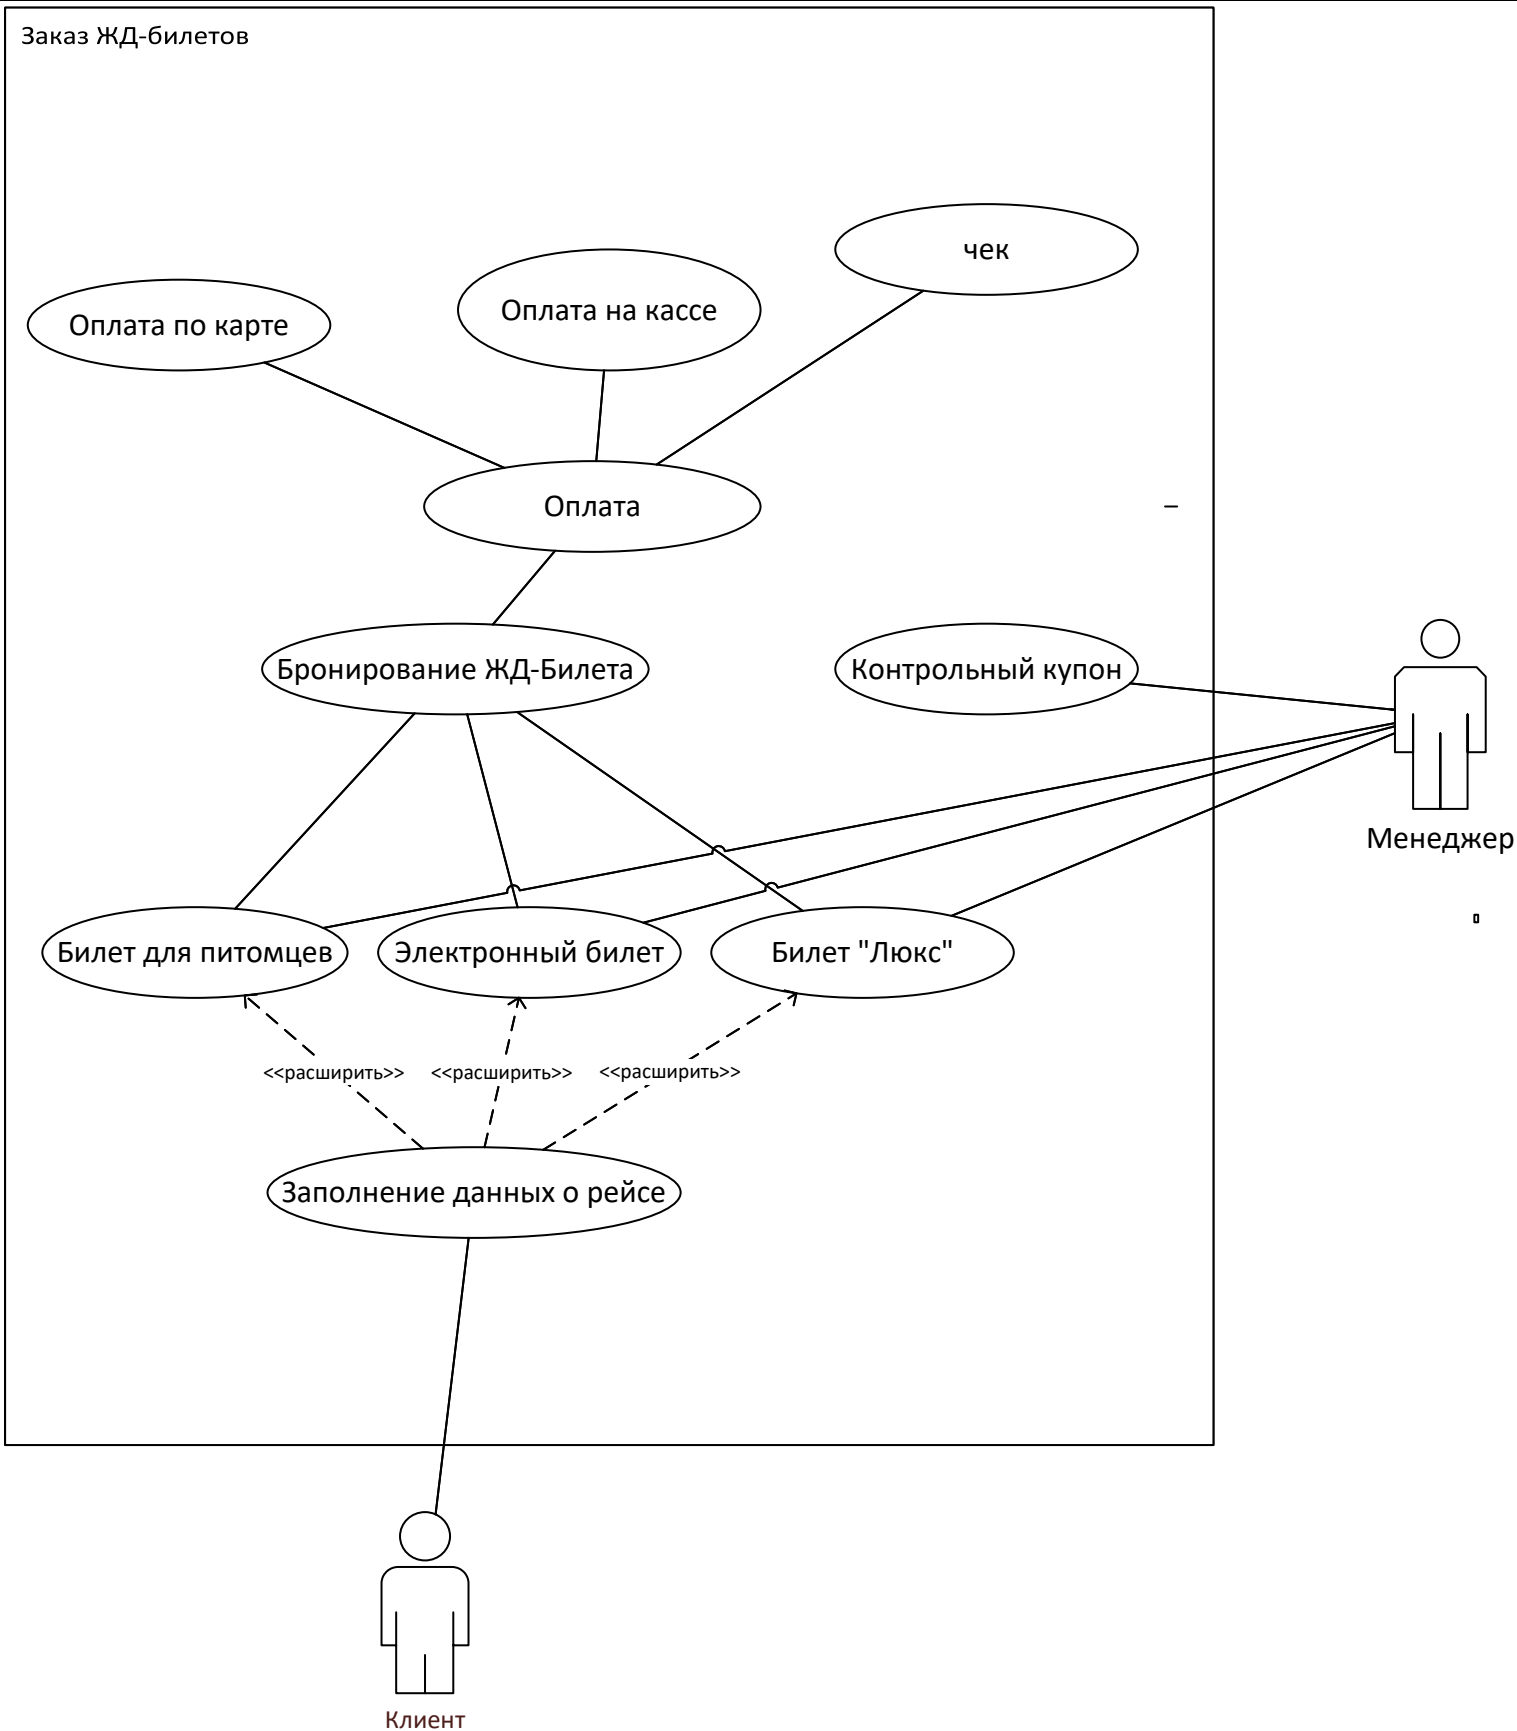 Заказ ЖД-билетов
чек
Оплата на кассе
Оплата по карте
Оплата
Бронирование ЖД-Билета
Контрольный купон
Менеджер
Билет для питомцев
Электронный билет
Билет "Люкс"
<<расширить>>
<<расширить>>
<<расширить>>
Заполнение данных о рейсе
Клиент